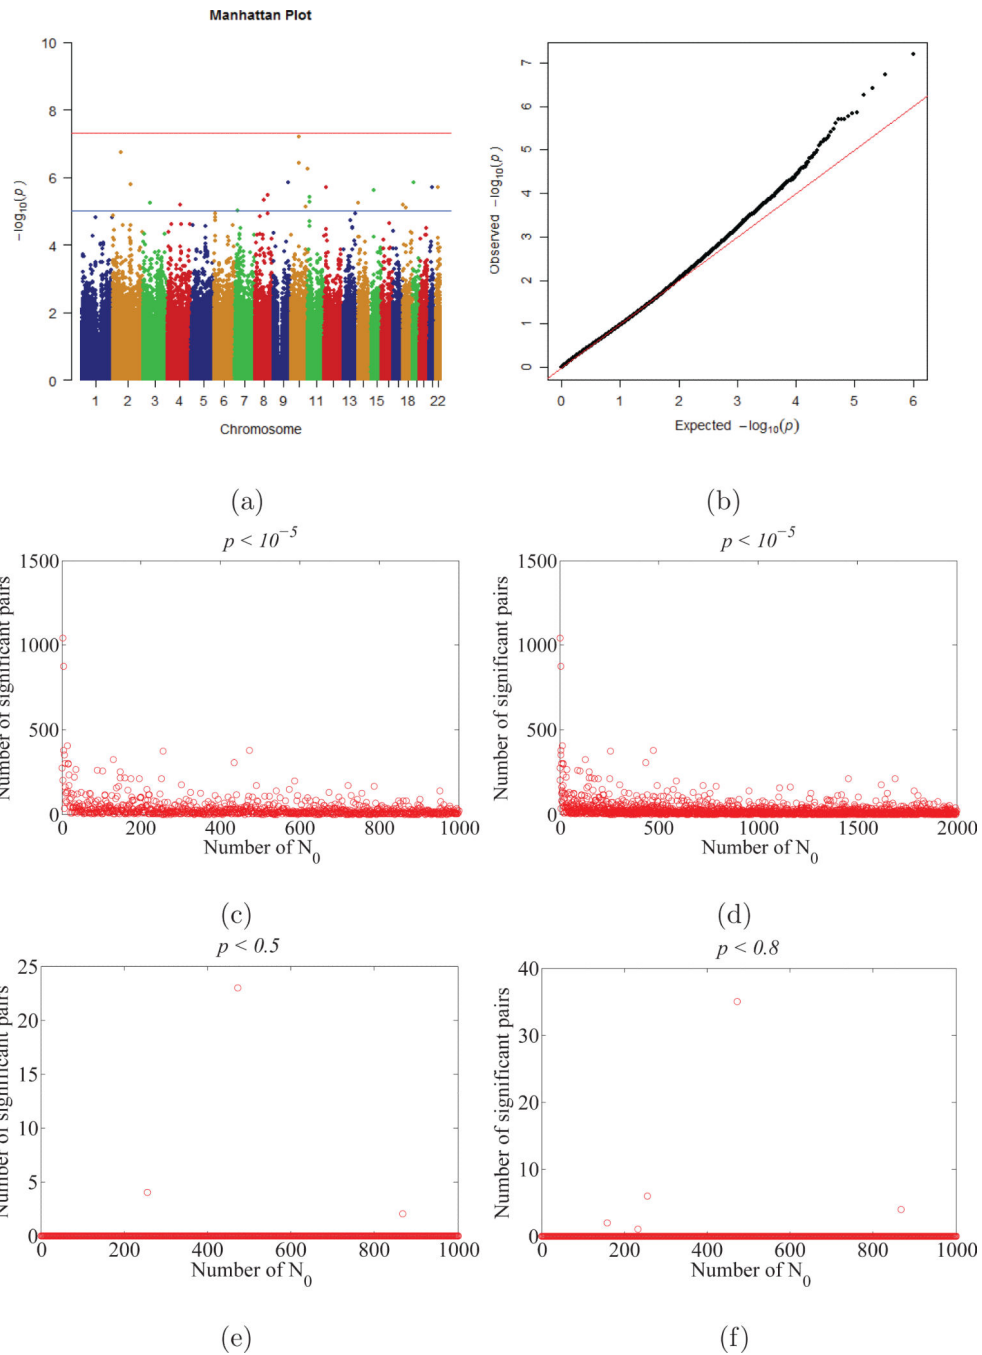 Manhattan Plot
10
8
6
4
2
0
−log10(p)
1 2 3 4 5 6 7 8 9 11 13 15 18 22
Chromosome
7
6
5
4
3
2
1
0
Observed −log10(p)
0 1 2 3 4 5 6
Expected −log10(p)
(a)
(b)
p < 10−5
1500
1000
500
0
Number of significant pairs
0 200 400 600 800 1000
Number of N0
p < 10−5
1500
1000
500
0
Number of significant pairs
0 500 1000 1500 2000
Number of N0
(c)
(d)
p < 0.5
25
20
15
10
5
0
Number of significant pairs
0 200 400 600 800 1000
Number of N0
p < 0.8
40
30
20
10
0
Number of significant pairs
0 200 400 600 800 1000
Number of N0
(e)
(f)